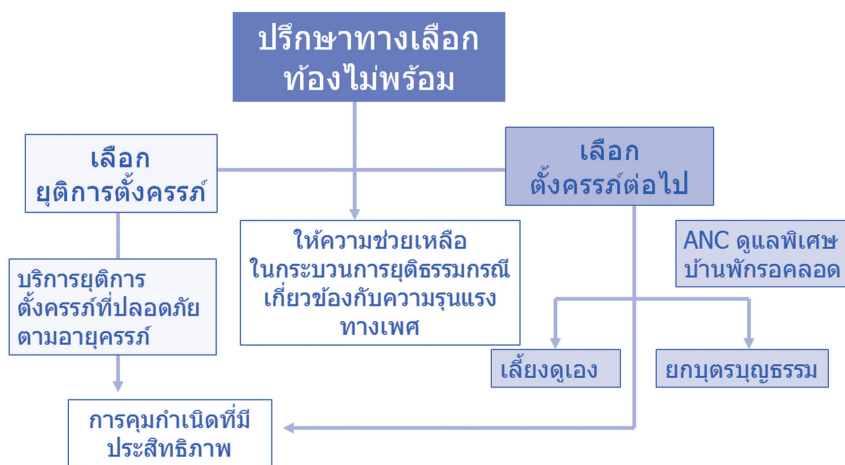 ปรึกษาทางเลือก
ท้องไม่พร้อม
เลือก
ยุติการตั้งครรภ์
เลือก
ตั้งครรภ์ต่อไป
ให้ความช่วยเหลือ
ในกระบวนการยุติธรรมกรณี
เกี่ยวข้องกับความรุนแรง
ทางเพศ
ANC ดูแลพิเศษ
บ้านพักรอคลอด
บริการยุติการ
ตั้งครรภ์ที่ปลอดภัย
ตามอายุครรภ์
เลี้ยงดูเอง
ยกบุตรบุญธรรม
การคุมกำเนิดที่มี
ประสิทธิภาพ